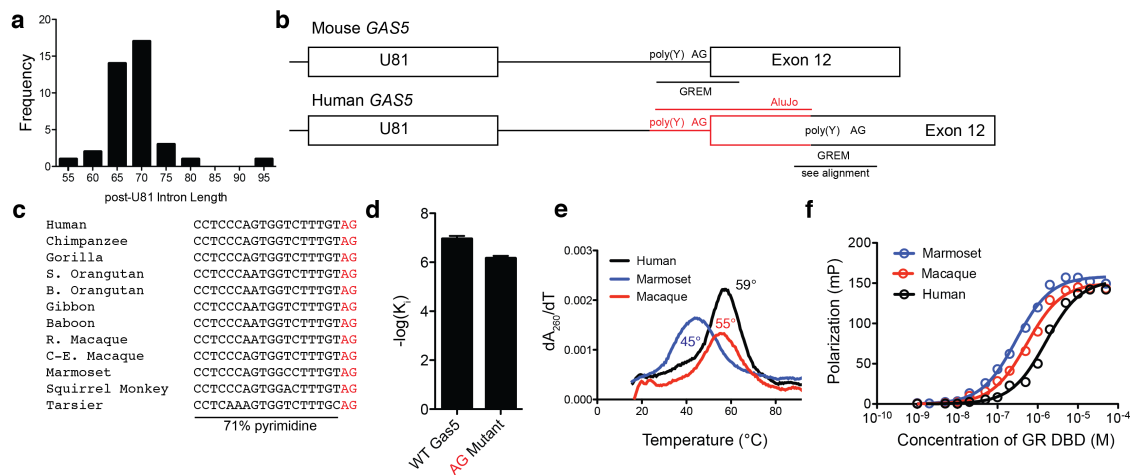 a
20
15
10
5
0
Frequency
55 60 65 70 75 80 85 90 95
post-U81 Intron Length
b
Mouse GAS5
U81
poly(Y) AG
Exon 12
GREM
Human GAS5
AluJo
U81
poly(Y) AG
poly(Y) AG
Exon 12
GREM
see alignment
c
Human CCTCCCAGTGGTCTTTGTAG
Chimpanzee CCTCCCAGTGGTCTTTGTAG
Gorilla CCTCCCAGTGGTCTTTGTAG
S. Orangutan CCTCCCAATGGTCTTTGTAG
B. Orangutan CCTCCCAATGGTCTTTGTAG
Gibbon CCTCCCAATGGTCTTTGTAG
Baboon CCTCCCAATGGTCTTTGTAG
R. Macaque CCTCCCAATGGTCTTTGTAG
C-E. Macaque CCTCCCAATGGTCTTTGTAG
Marmoset CCTCCCAGTGGCCTTTGTAG
Squirrel Monkey CCTCCCAGTGGACTTTGTAG
Tarsier CCTCAAAGTGGTCTTTGCAG
71% pyrimidine
d
8
6
4
2
0
-log(Ki)
WT Gas5
AG Mutant
e
0.003
0.002
0.001
0.000
dA260/dT
Human
Marmoset
Macaque
59°
55°
45°
0 20 40 60 80
Temperature (°C)
f
200
150
100
50
0
Polarization (mP)
Marmoset
Macaque
Human
10-10 10-9 10-8 10-7 10-6 10-5 10-4
Concentration of GR DBD (M)